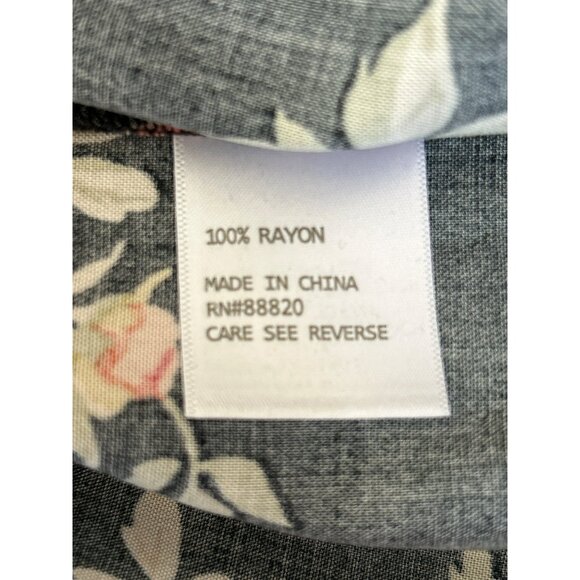 100% RAYON
MADE IN CHINA
RN#88820
CARE SEE REVERSE